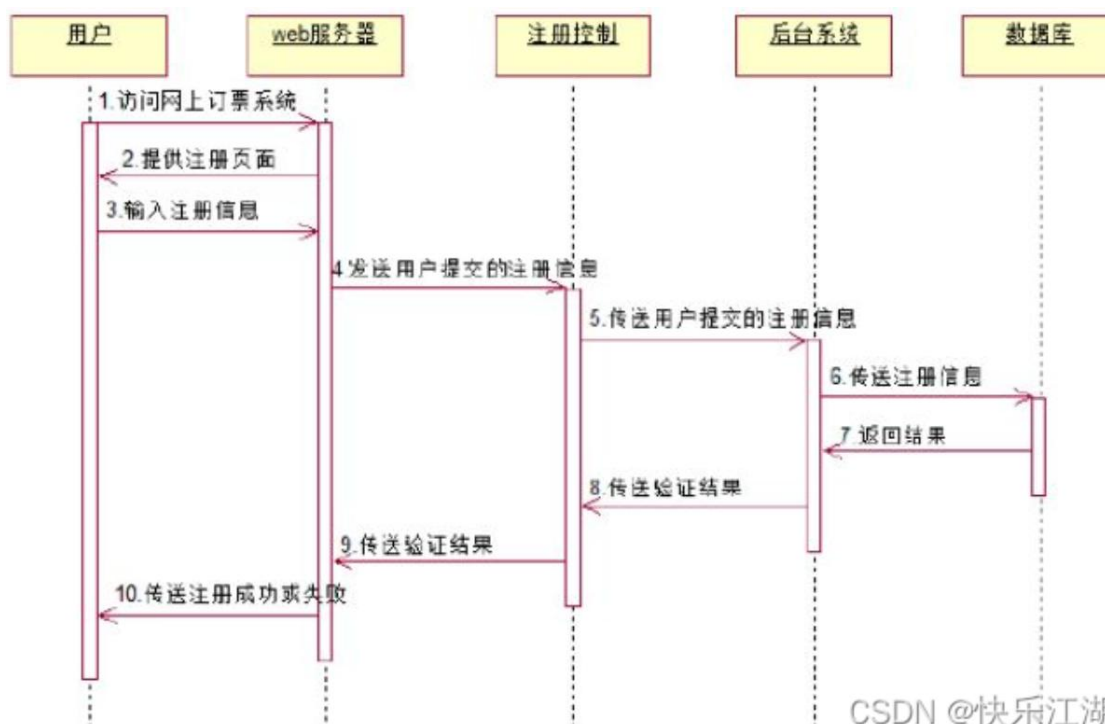 用户
web服务器
注册控制
后台系统
数据库
1.访问网上订票系统
2.提供注册页面
3.输入注册信息
4发送用户提交的注册信息
5.传送用户提交的注册信息
6.传送注册信息
7.返回结果
8.传送验证结果
9.传送验证结果
10.传送注册成功或失败
CSDN @快乐江湖